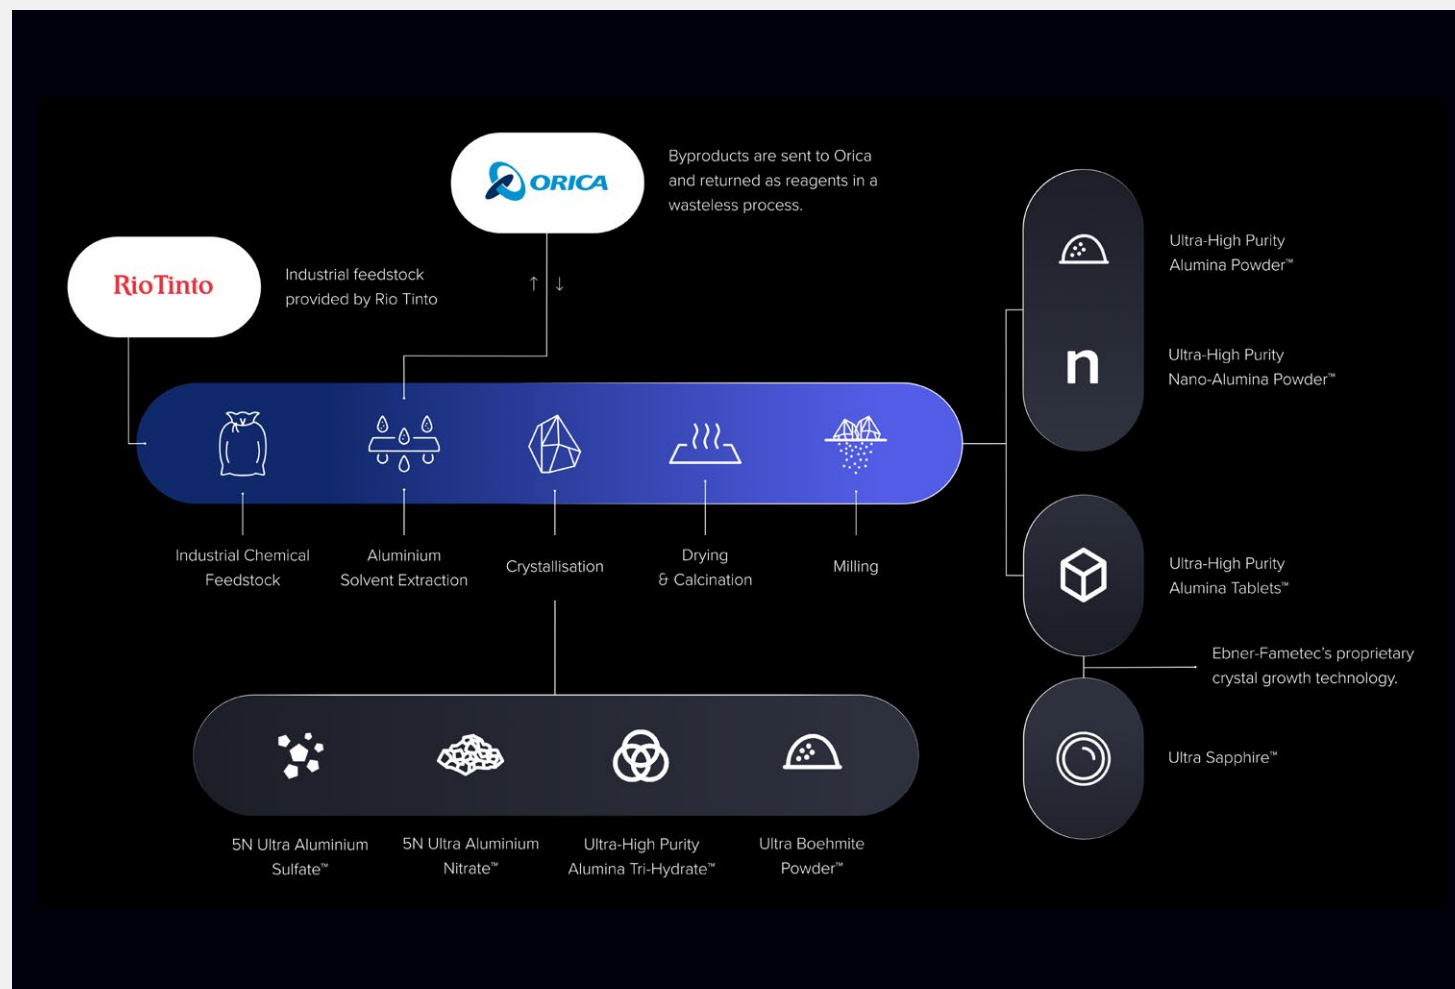 ORICA
Byproducts are sent to Orica
and returned as reagents in a
wasteless process.
RioTinto
Industrial feedstock
provided by Rio Tinto
↑ ↓
Industrial Chemical
Feedstock
Aluminium
Solvent Extraction
Crystallisation
Drying
& Calcination
Milling
Ultra-High Purity
Alumina Powder™
n
Ultra-High Purity
Nano-Alumina Powder™
Ultra-High Purity
Alumina Tablets™
Ebner-Fametec's proprietary
crystal growth technology.
Ultra Sapphire™
5N Ultra Aluminium
Sulfate™
5N Ultra Aluminium
Nitrate™
Ultra-High Purity
Alumina Tri-Hydrate™
Ultra Boehmite
Powder™